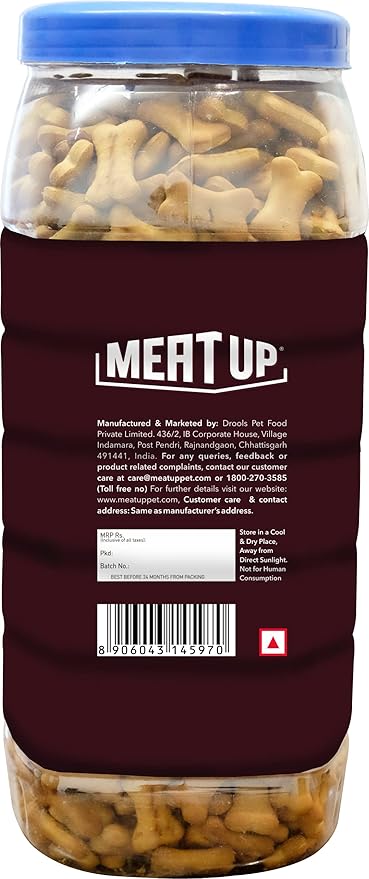 MEAT UP®
Manufactured & Marketed by: Drools Pet Food
Private Limited. 436/2, IB Corporate House, Village
Indamara, Post Pendri, Rajnandgaon, Chhattisgarh
491441, India. For any queries, feedback or
product related complaints, contact our customer
care at care@meatuppet.com or 1800-270-3585
(Toll free no) For further details visit our website:
www.meatuppet.com, Customer care & contact
address: Same as manufacturer's address.
MRP Rs.
(Inclusive of all taxes):
Pkd:
Batch No.:
BEST BEFORE 24 MONTHS FROM PACKING
Store in a Cool
& Dry Place,
Away from
Direct Sunlight.
Not for Human
Consumption
8 906043 145970